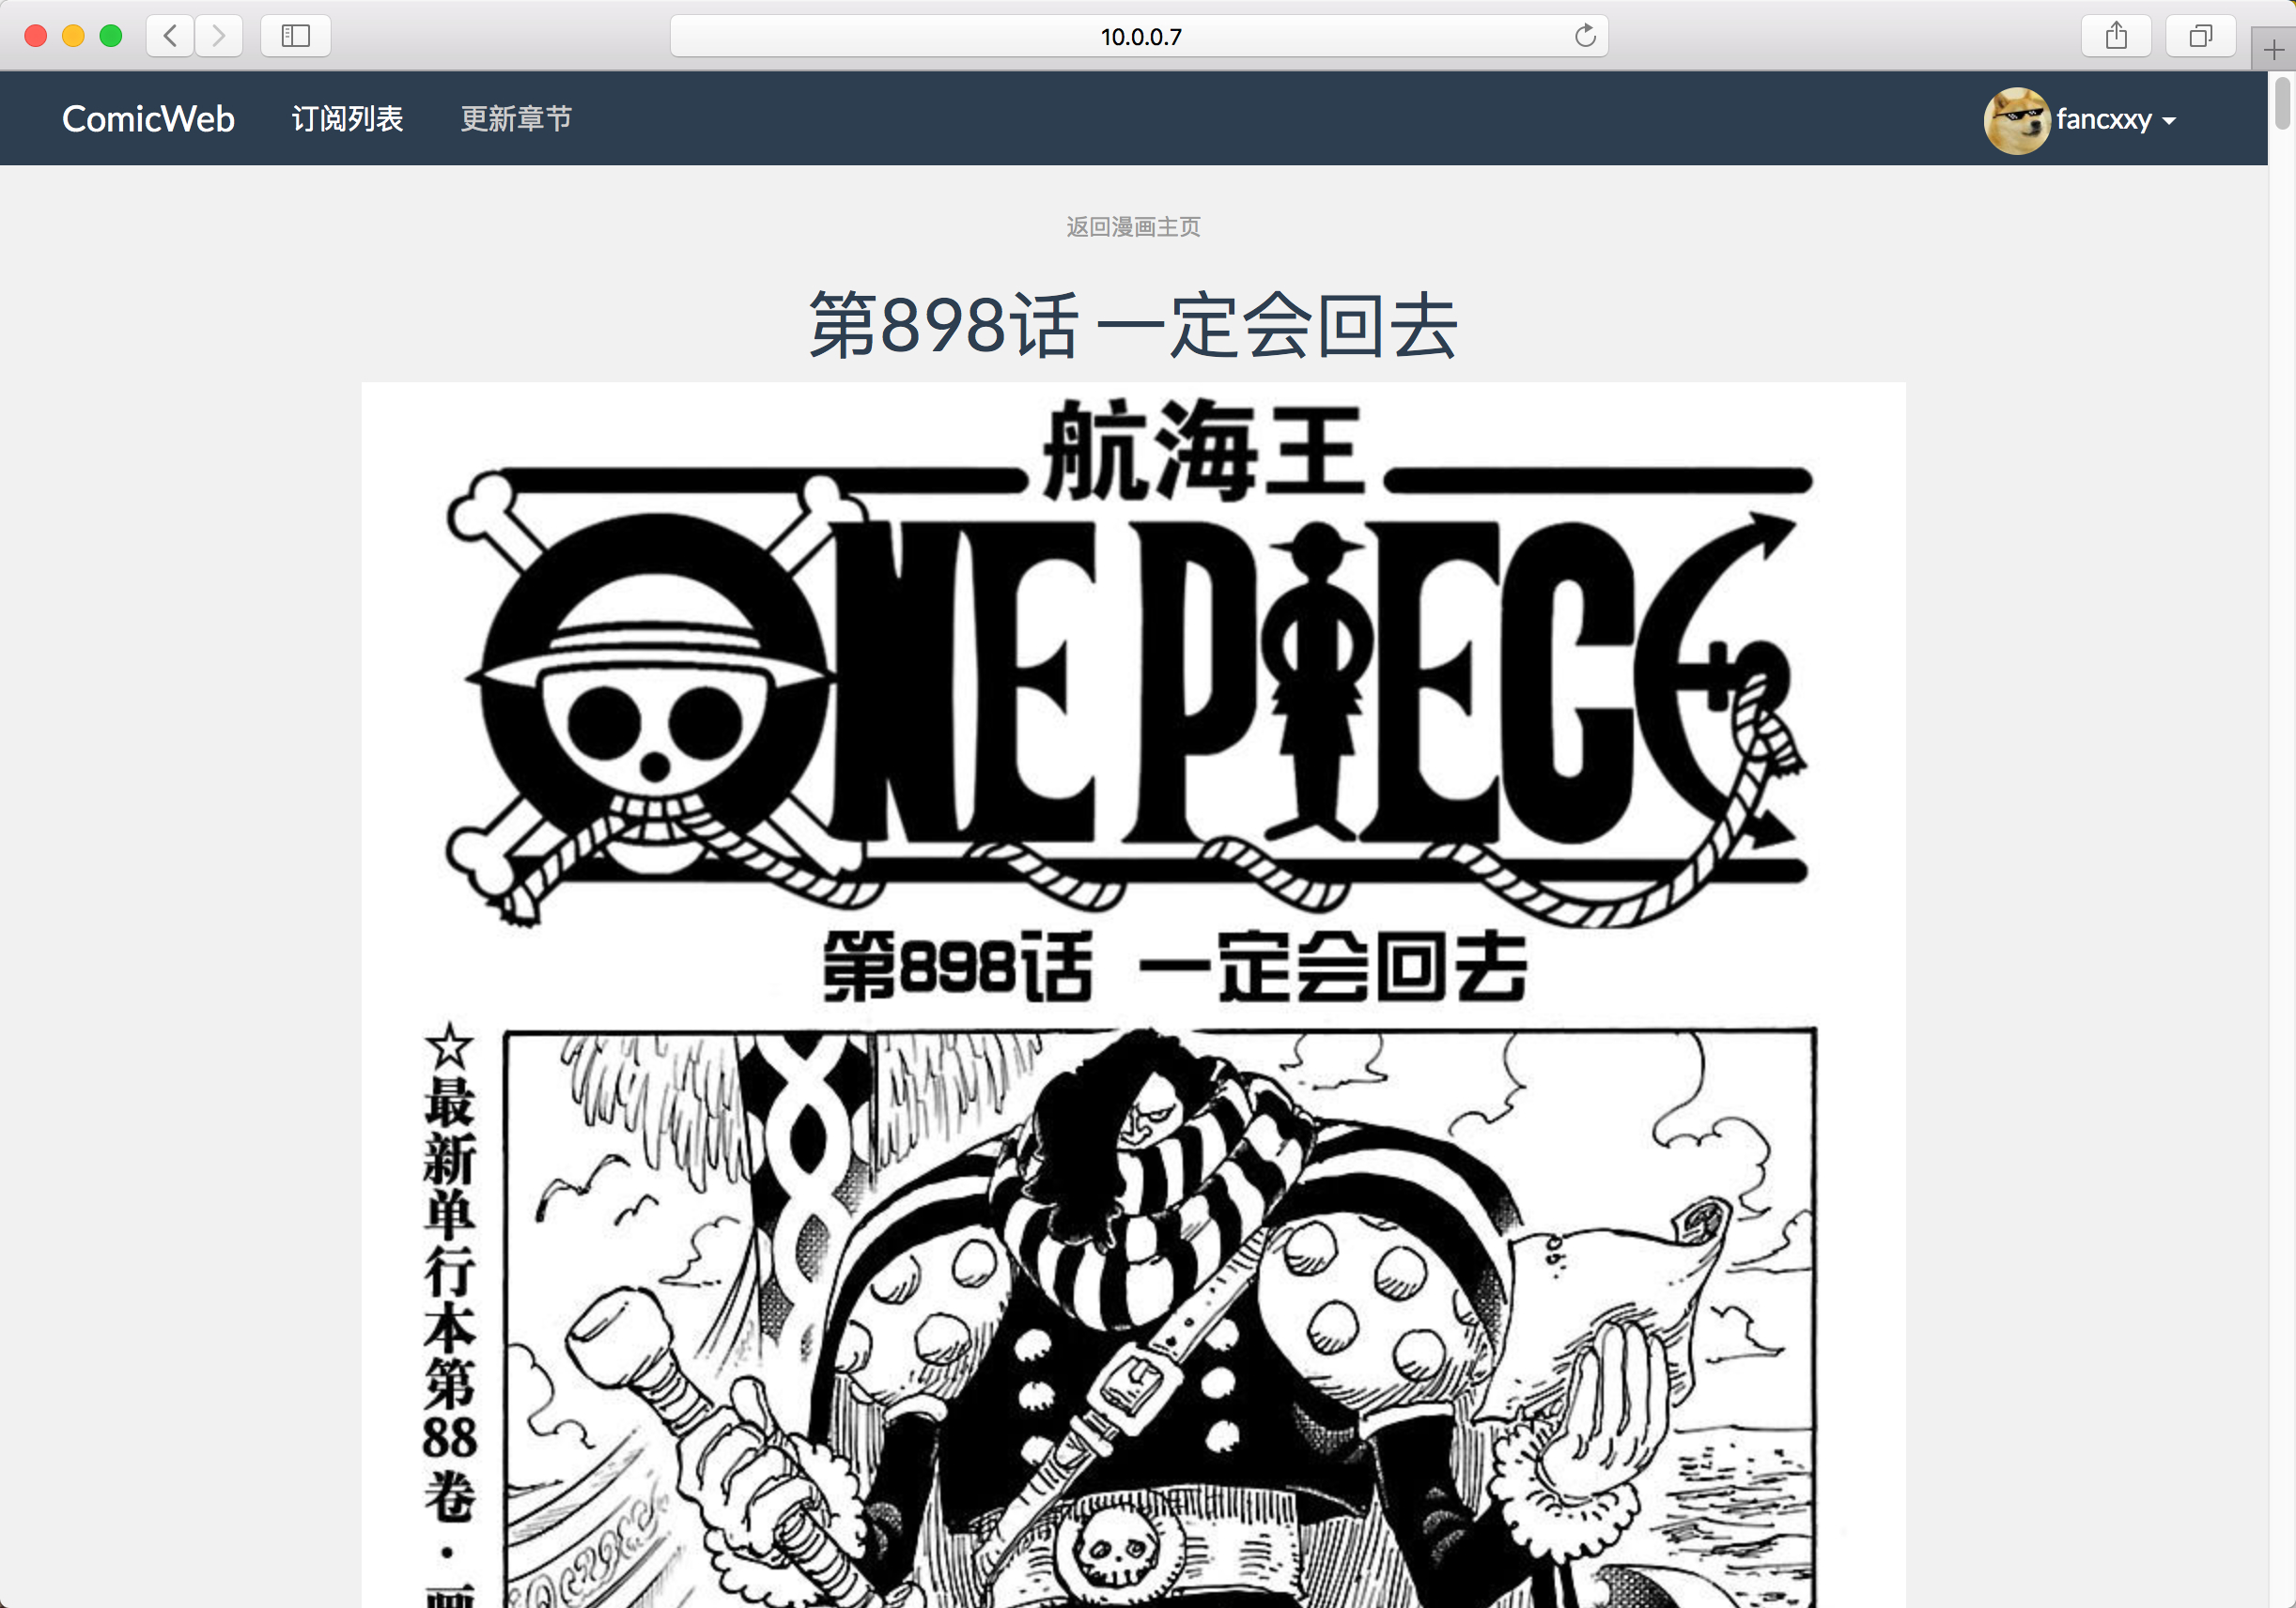 10.0.0.7
ComicWeb 订阅列表 更新章节 fancxxy
返回漫画主页
第898话 一定会回去
航海王
ONE PIECE
第898话 一定会回去
☆最新单行本第88卷·